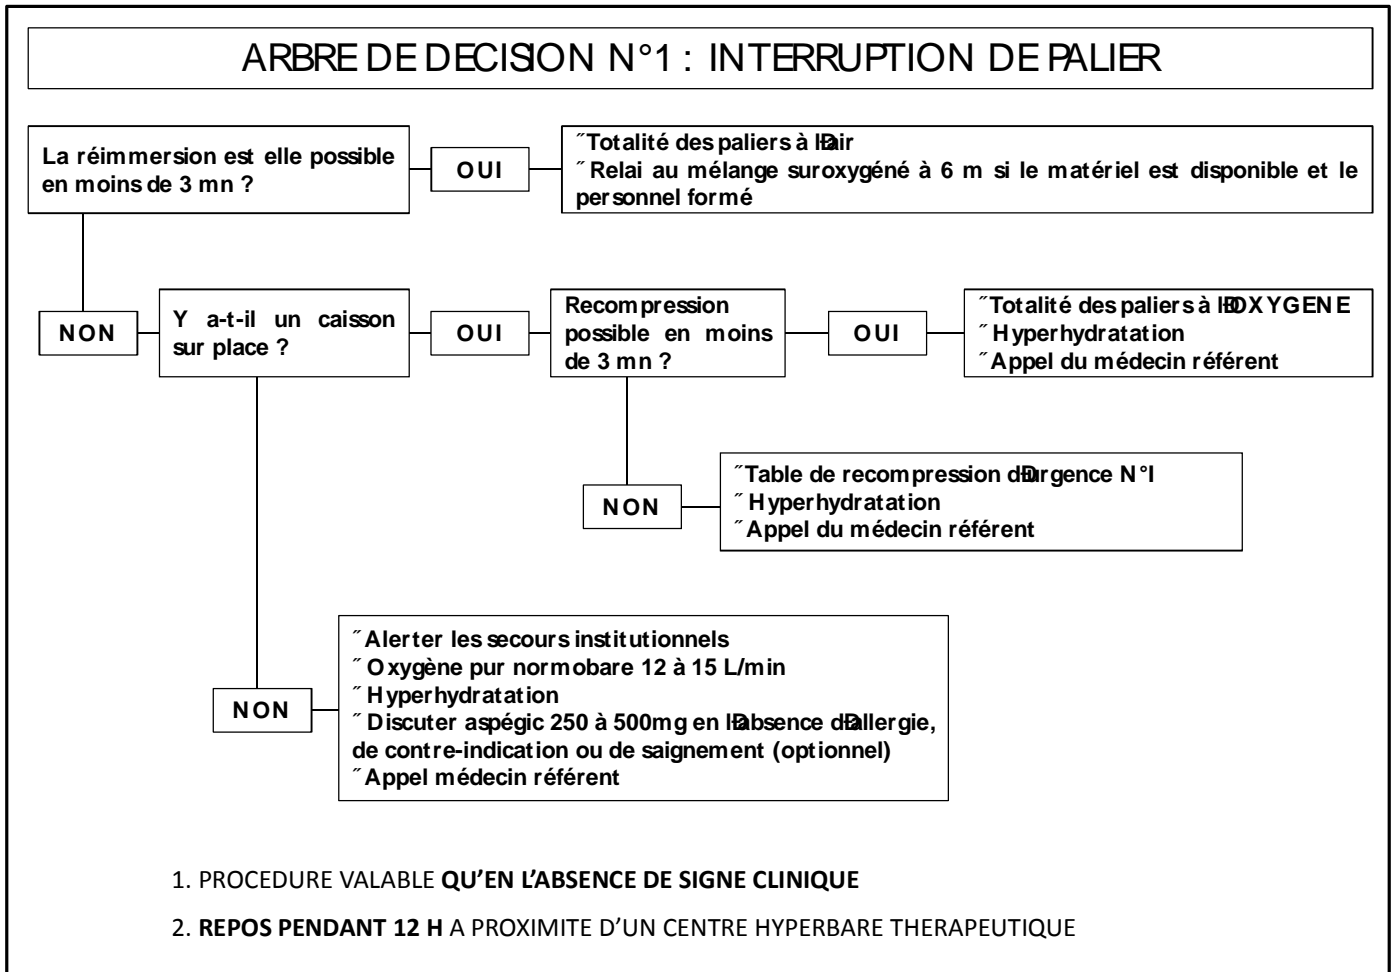 ARBRE DE DECISION N°1 : INTERRUPTION DE PALIER
La réimmersion est elle possible
en moins de 3 mn ?
OUI
˝Totalité des paliers à lÐair
˝Relai au mélange suroxygéné à 6 m si le matériel est disponible et le
personnel formé
NON
Y a-t-il un caisson
sur place ?
OUI
Recompression
possible en moins
de 3 mn ?
OUI
˝Totalité des paliers à lÐOXYGENE
˝Hyperhydratation
˝Appel du médecin référent
NON
˝Table de recompression dÐurgence N°I
˝Hyperhydratation
˝Appel du médecin référent
NON
˝Alerter les secours institutionnels
˝Oxygène pur normobare 12 à 15 L/min
˝Hyperhydratation
˝Discuter aspégic 250 à 500mg en lÐabsence dÐallergie,
de contre-indication ou de saignement (optionnel)
˝Appel médecin référent
1. PROCEDURE VALABLE QU’EN L’ABSENCE DE SIGNE CLINIQUE
2. REPOS PENDANT 12 H A PROXIMITE D’UN CENTRE HYPERBARE THERAPEUTIQUE